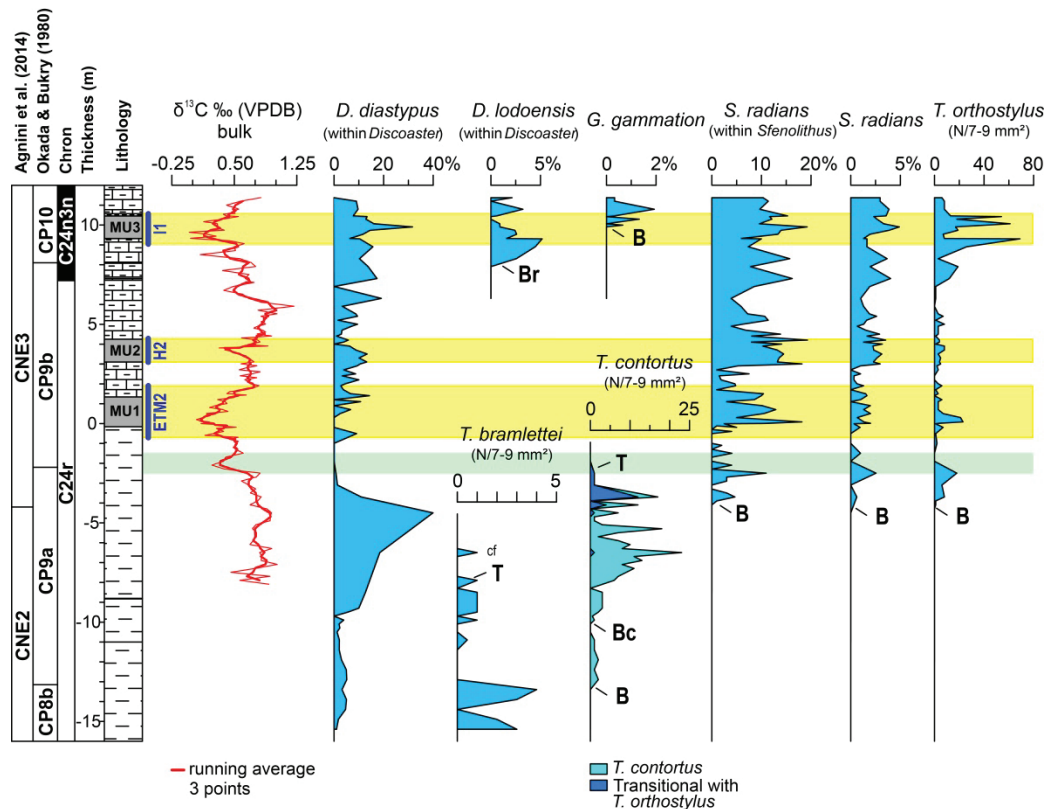 Agnini et al. (2014)
Okada & Bukry (1980)
Chron
Thickness (m)
Lithology
δ¹³C ‰ (VPDB)
bulk
-0.25 0.50 1.25
D. diastypus
(within Discoaster)
0 20 40%
D. lodoensis
(within Discoaster)
0 5%
G. gammation
0 2%
S. radians
(within Sfenolithus)
0 10 20%
S. radians
0 5%
T. orthostylus
(N/7-9 mm²)
0 40 80
CNE3
CNE2
CP10
CP9b
CP9a
CP8b
C24n3n
C24r
10
5
0
-5
-10
-15
MU3
MU2
MU1
I1
H2
ETM2
Br
B
T. contortus
(N/7-9 mm²)
0 25
T. bramlettei
(N/7-9 mm²)
0 5
T
cf
T
Bc
B
B
B
B
running average
3 points
T. contortus
Transitional with
T. orthostylus